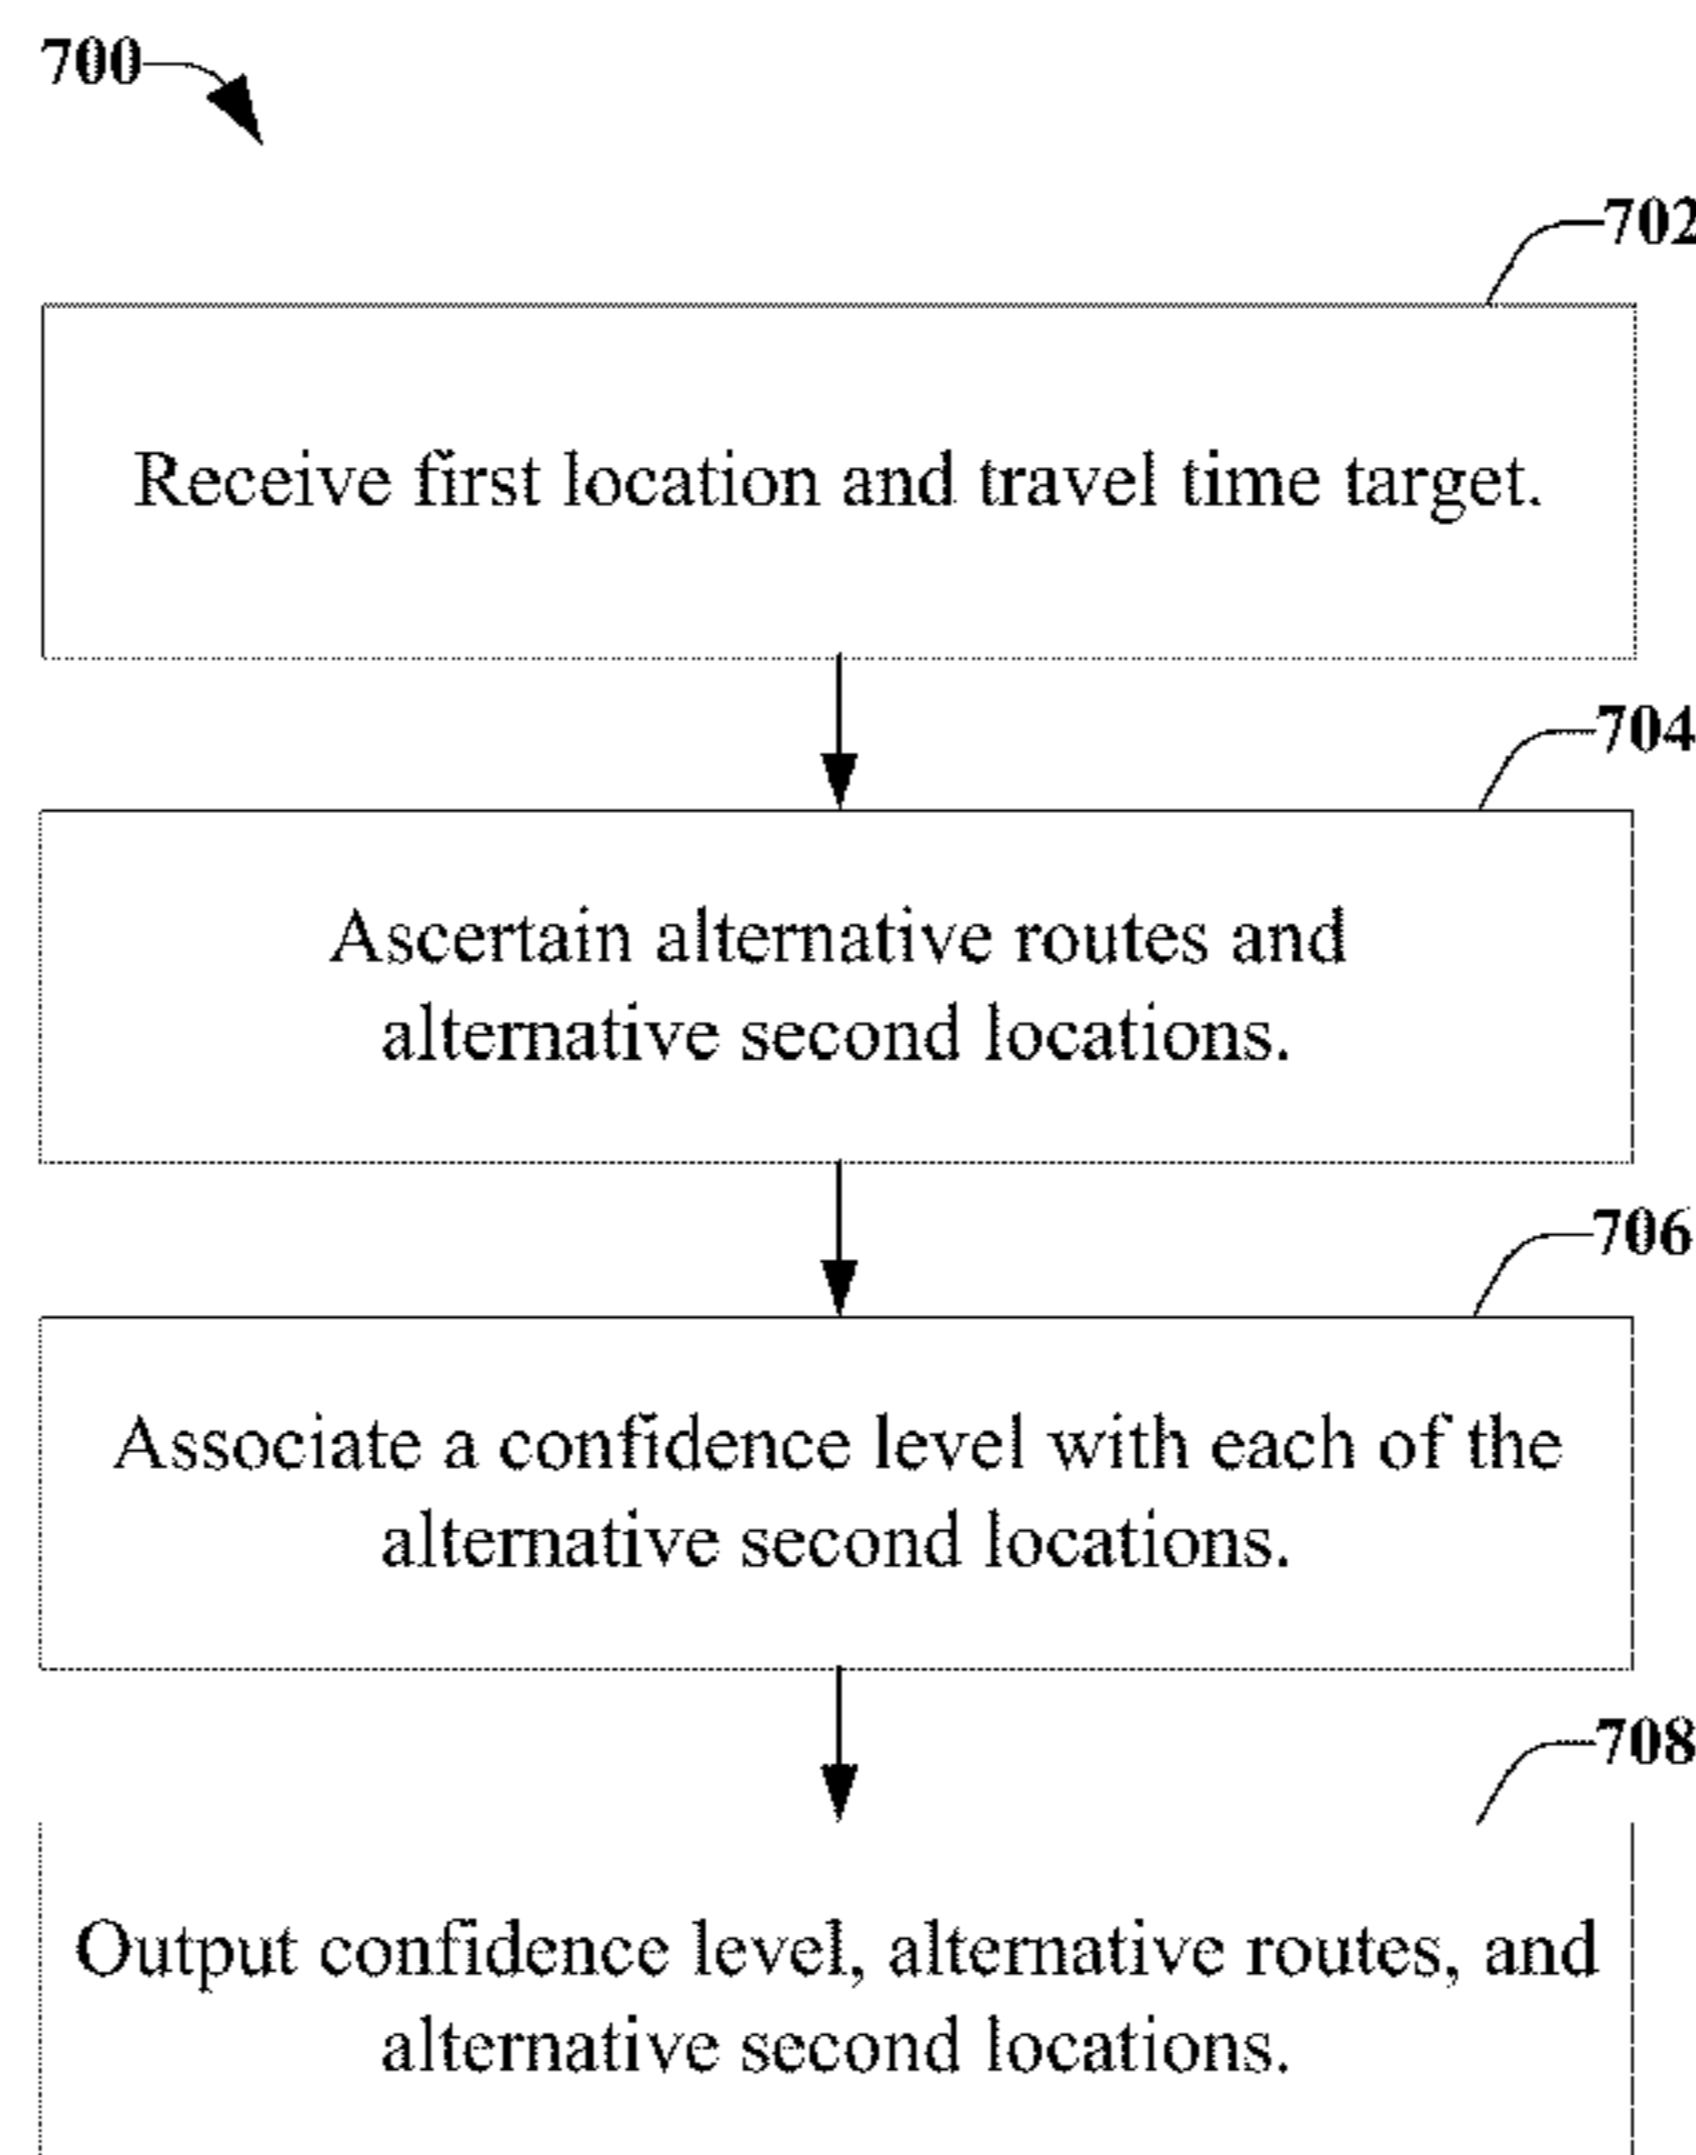 700
702
Receive first location and travel time target.
704
Ascertain alternative routes and
alternative second locations.
706
Associate a confidence level with each of the
alternative second locations.
708
Output confidence level, alternative routes, and
alternative second locations.